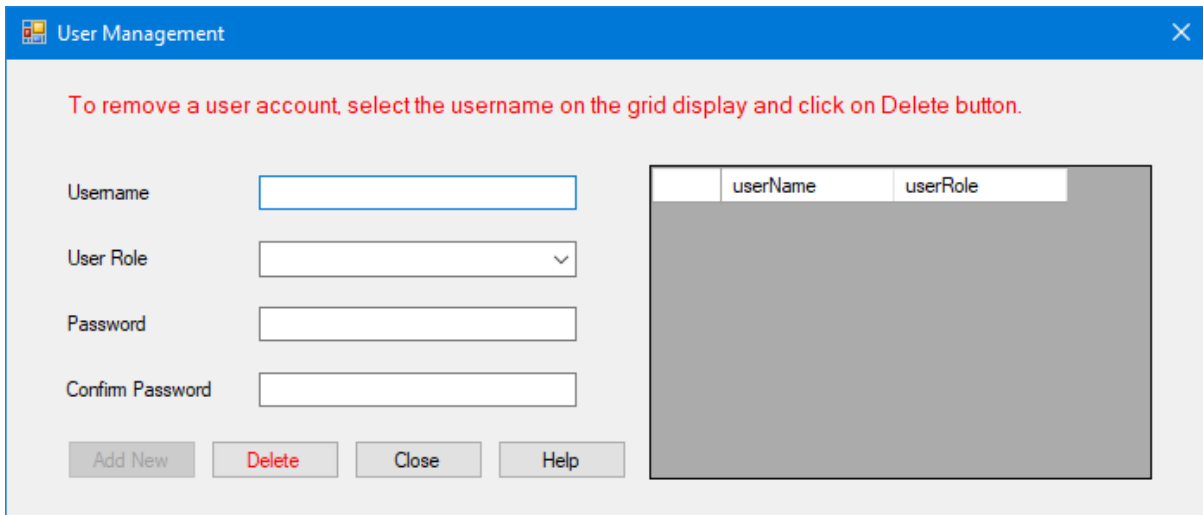 User Management
To remove a user account, select the username on the grid display and click on Delete button.
Username
User Role
Password
Confirm Password
userName userRole
Add New Delete Close Help